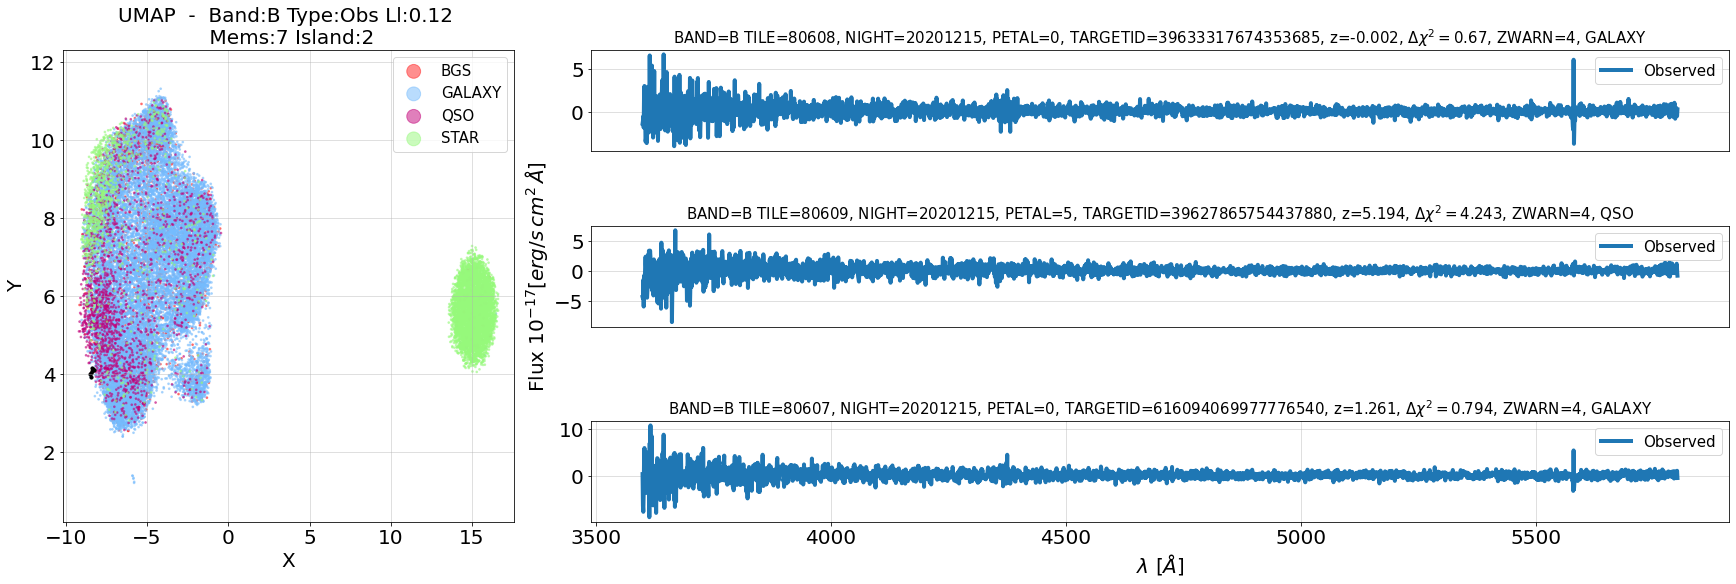 UMAP - Band:B Type:Obs Ll:0.12
Mems:7 Island:2
12
10
8
6
4
2
Y
−10
−5
0
5
10
15
X
BGS
GALAXY
QSO
STAR
Flux 10⁻¹⁷[erg/s cm² Å]
BAND=B TILE=80608, NIGHT=20201215, PETAL=0, TARGETID=39633317674353685, z=-0.002, Δχ² = 0.67, ZWARN=4, GALAXY
5
0
Observed
BAND=B TILE=80609, NIGHT=20201215, PETAL=5, TARGETID=39627865754437880, z=5.194, Δχ² = 4.243, ZWARN=4, QSO
5
0
−5
Observed
BAND=B TILE=80607, NIGHT=20201215, PETAL=0, TARGETID=616094069977776540, z=1.261, Δχ² = 0.794, ZWARN=4, GALAXY
10
0
Observed
3500
4000
4500
5000
5500
λ [Å]